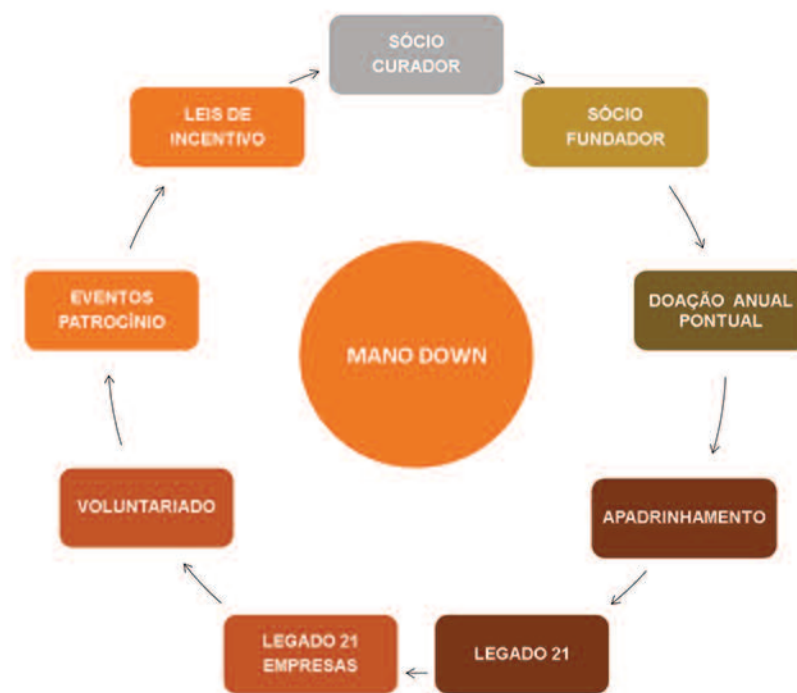 SÓCIO
CURADOR
SÓCIO
FUNDADOR
DOAÇÃO ANUAL
PONTUAL
APADRINHAMENTO
LEGADO 21
LEGADO 21
EMPRESAS
VOLUNTARIADO
EVENTOS
PATROCÍNIO
LEIS DE
INCENTIVO
MANO DOWN